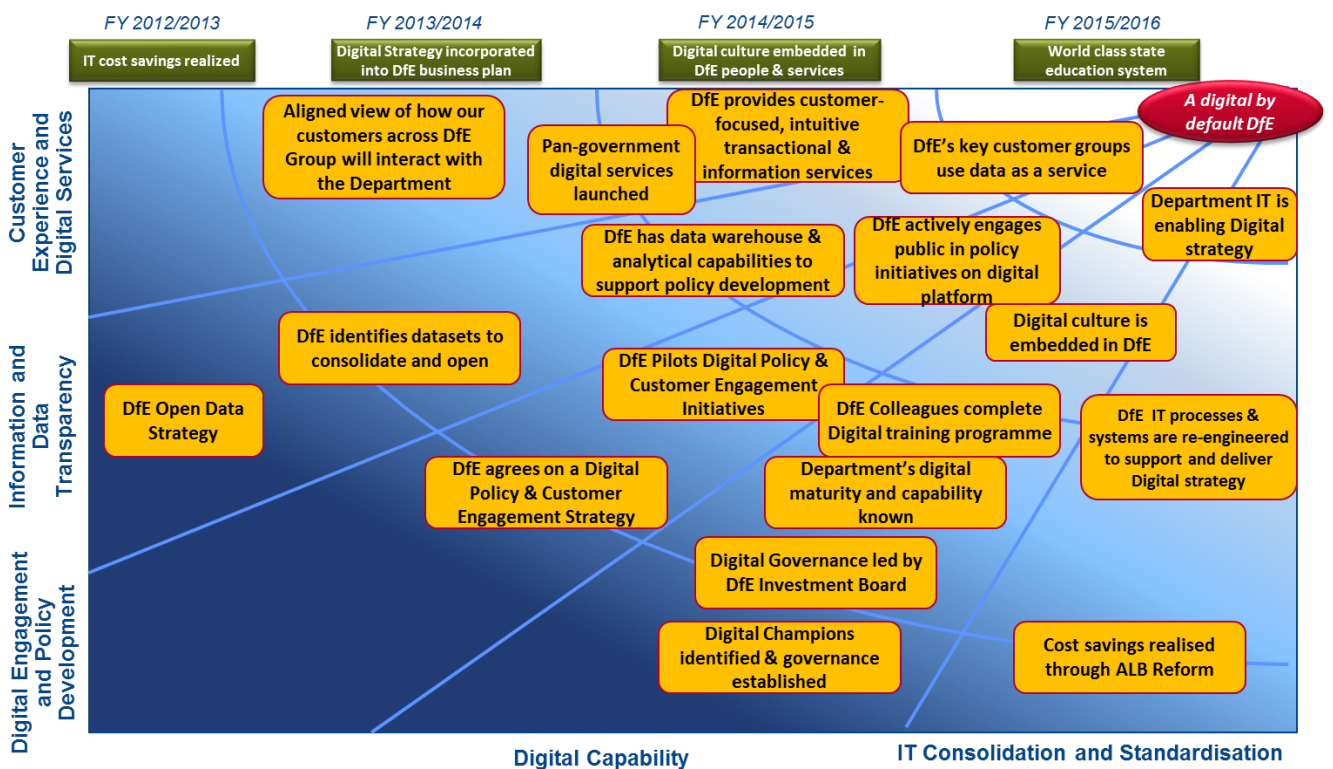 FY 2012/2013
FY 2013/2014
FY 2014/2015
FY 2015/2016
IT cost savings realized
Digital Strategy incorporated
into DfE business plan
Digital culture embedded in
DfE people & services
World class state
education system
A digital by
default DfE
Customer
Experience and
Digital Services
Aligned view of how our
customers across DfE
Group will interact with
the Department
Pan-government
digital services
launched
DfE provides customer-
focused, intuitive
transactional &
information services
DfE's key customer groups
use data as a service
Department IT is
enabling Digital
strategy
DfE has data warehouse &
analytical capabilities to
support policy development
DfE actively engages
public in policy
initiatives on digital
platform
Digital culture is
embedded in DfE
Information and
Data
Transparency
DfE identifies datasets to
consolidate and open
DfE Open Data
Strategy
DfE Pilots Digital Policy &
Customer Engagement
Initiatives
DfE Colleagues complete
Digital training programme
DfE IT processes &
systems are re-engineered
to support and deliver
Digital strategy
DfE agrees on a Digital
Policy & Customer
Engagement Strategy
Department's digital
maturity and capability
known
Digital Engagement
and Policy
Development
Digital Governance led by
DfE Investment Board
Digital Champions
identified & governance
established
Cost savings realised
through ALB Reform
Digital Capability
IT Consolidation and Standardisation